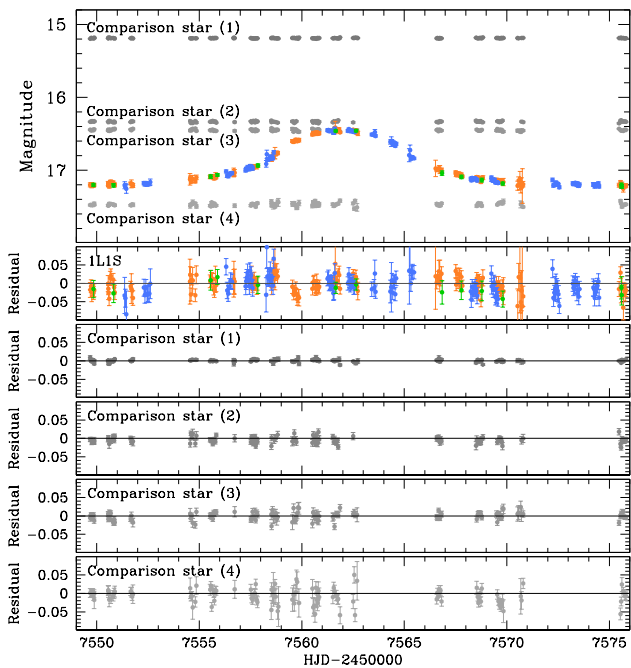 15
Comparison star (1)
16
Comparison star (2)
Comparison star (3)
17
Comparison star (4)
Magnitude
1L1S
0.05
0
−0.05
Residual
Comparison star (1)
0.05
0
−0.05
Residual
Comparison star (2)
0.05
0
−0.05
Residual
Comparison star (3)
0.05
0
−0.05
Residual
Comparison star (4)
0.05
0
−0.05
Residual
7550 7555 7560 7565 7570 7575
HJD−2450000